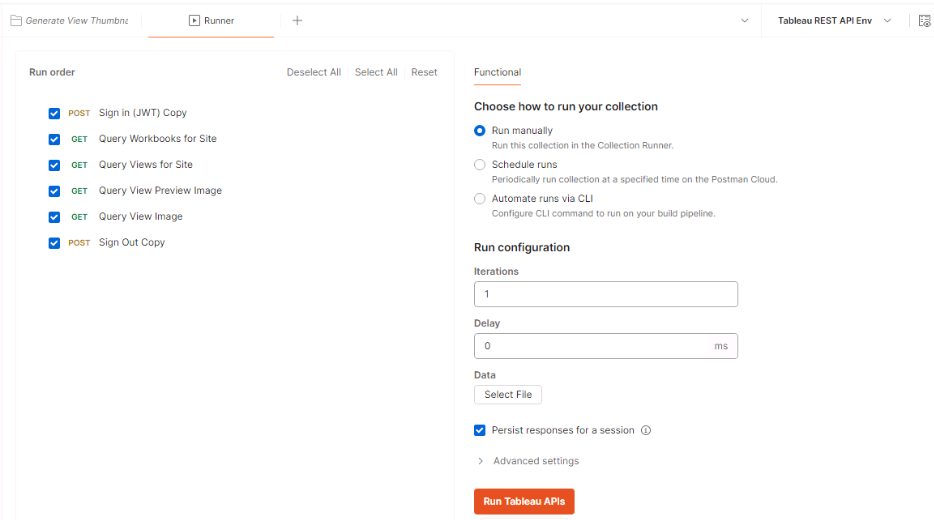 Generate View Thumbna
Runner
Tableau REST API Env
Run order
Deselect All
Select All
Reset
POST Sign in (JWT) Copy
GET Query Workbooks for Site
GET Query Views for Site
GET Query View Preview Image
GET Query View Image
POST Sign Out Copy
Functional
Choose how to run your collection
Run manually
Run this collection in the Collection Runner.
Schedule runs
Periodically run collection at a specified time on the Postman Cloud.
Automate runs via CLI
Configure CLI command to run on your build pipeline.
Run configuration
Iterations
1
Delay
0 ms
Data
Select File
Persist responses for a session
Advanced settings
Run Tableau APIs